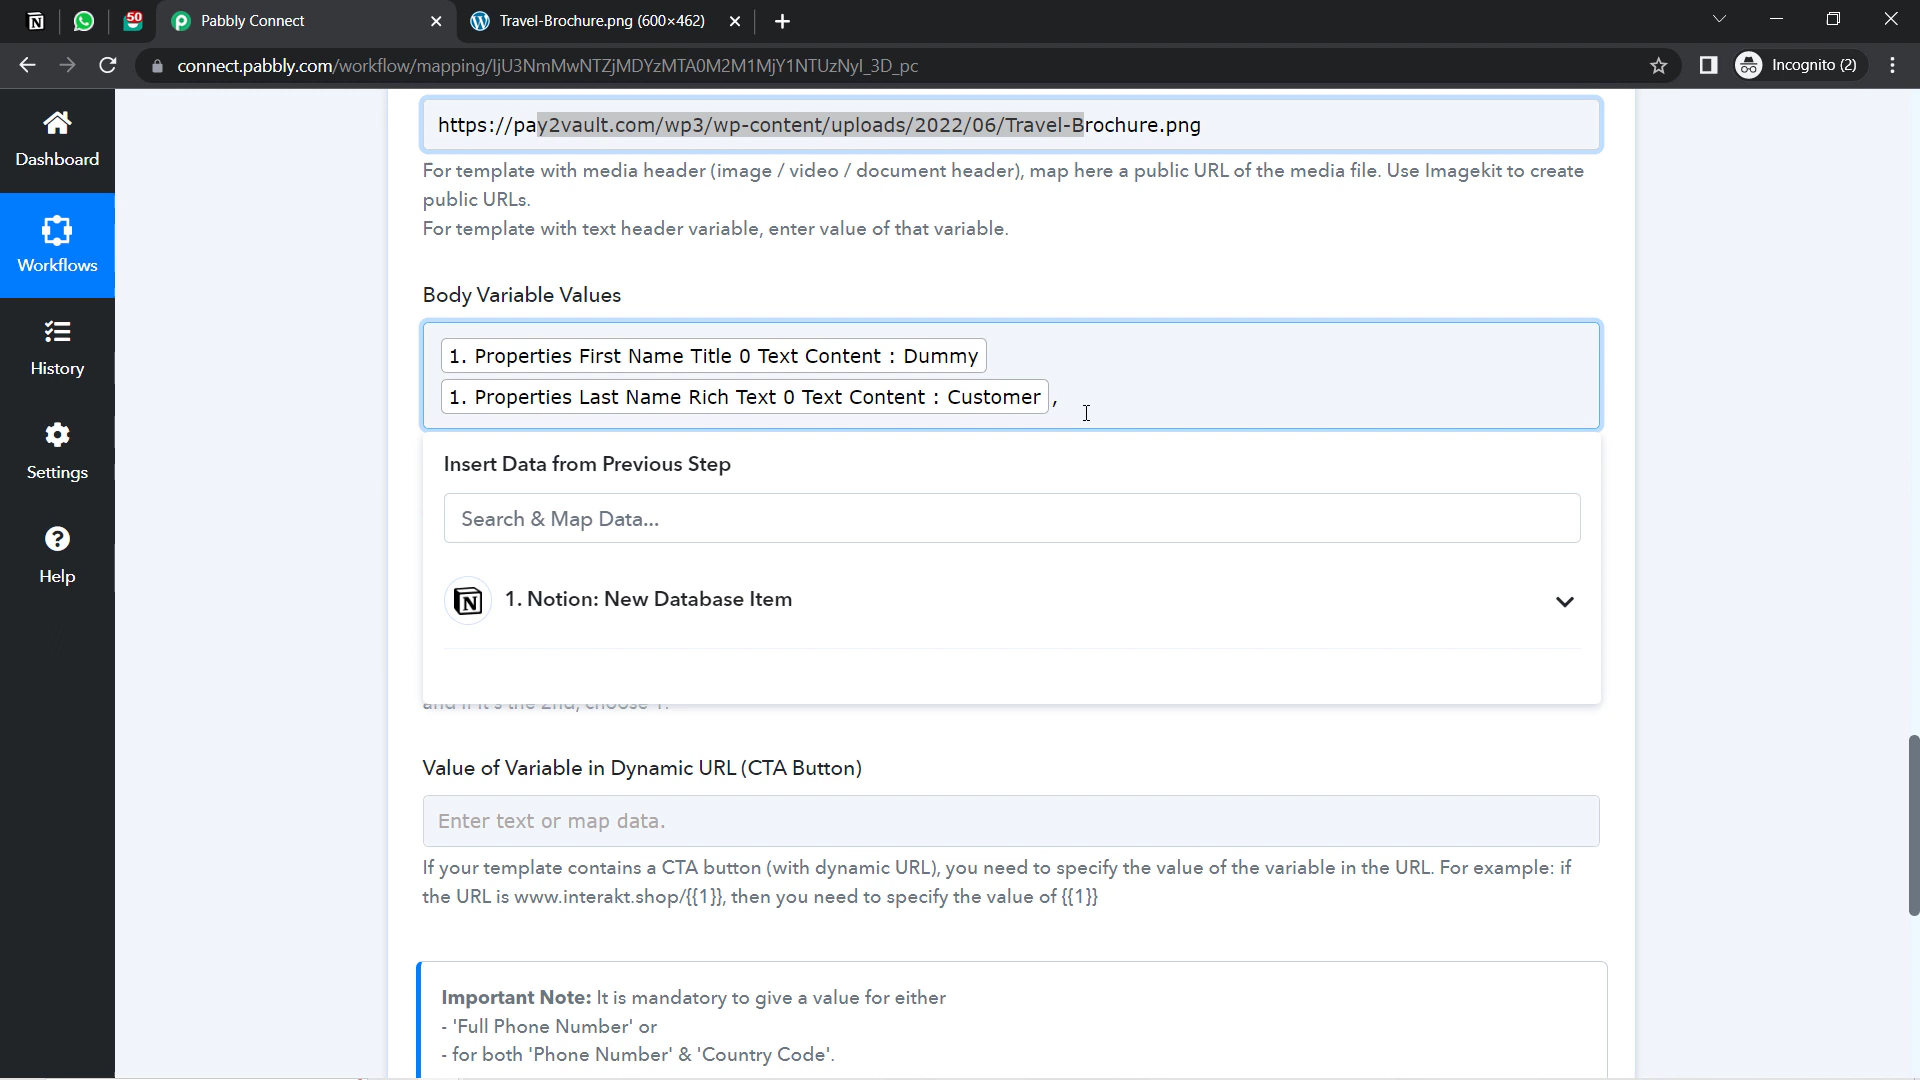 50
Pabbly Connect
Travel-Brochure.png (600×462)
connect.pabbly.com/workflow/mapping/IjU3NmMwNTZjMDYzMTA0M2M1MjY1NTUzNyI_3D_pc
Incognito (2)
Dashboard
Workflows
History
Settings
Help
https://pay2vault.com/wp3/wp-content/uploads/2022/06/Travel-Brochure.png
For template with media header (image / video / document header), map here a public URL of the media file. Use Imagekit to create
public URLs.
For template with text header variable, enter value of that variable.
Body Variable Values
1. Properties First Name Title 0 Text Content : Dummy
1. Properties Last Name Rich Text 0 Text Content : Customer ,
Insert Data from Previous Step
Search & Map Data...
1. Notion: New Database Item
and if it's the 2nd, choose 1.
Value of Variable in Dynamic URL (CTA Button)
Enter text or map data.
If your template contains a CTA button (with dynamic URL), you need to specify the value of the variable in the URL. For example: if
the URL is www.interakt.shop/{{1}}, then you need to specify the value of {{1}}
Important Note: It is mandatory to give a value for either
- 'Full Phone Number' or
- for both 'Phone Number' & 'Country Code'.